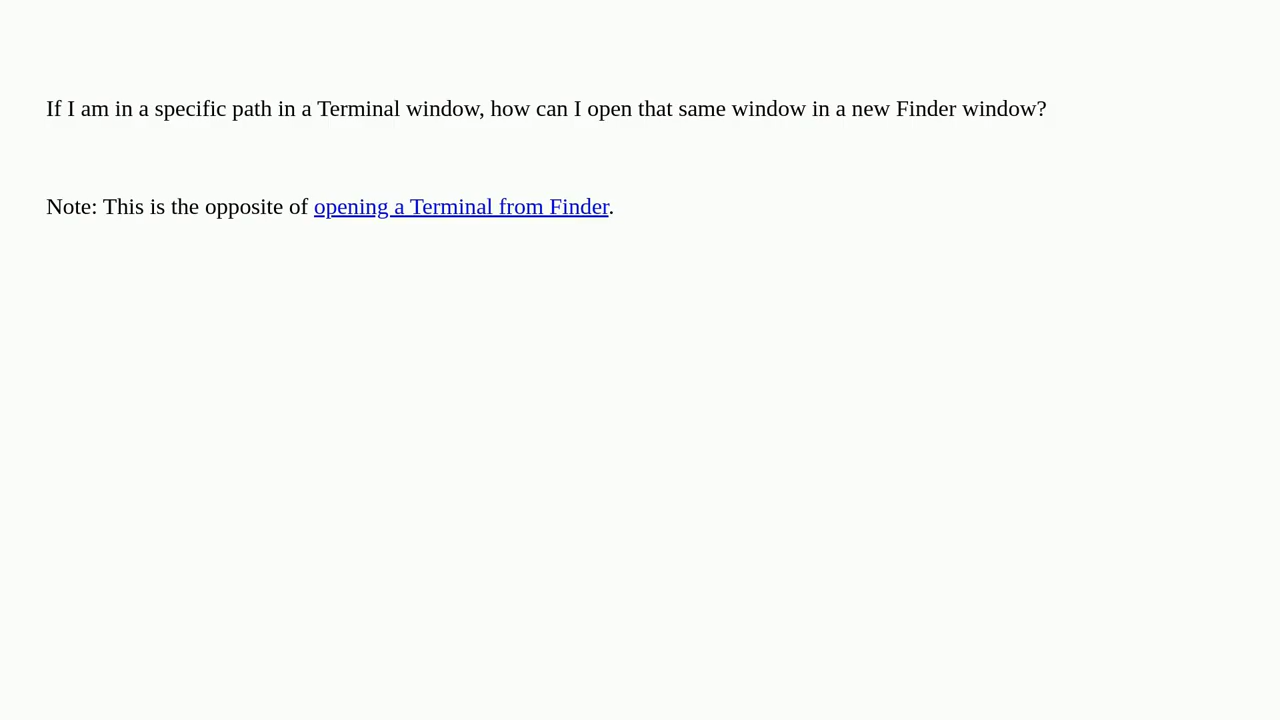 If I am in a specific path in a Terminal window, how can I open that same window in a new Finder window?
Note: This is the opposite of opening a Terminal from Finder.